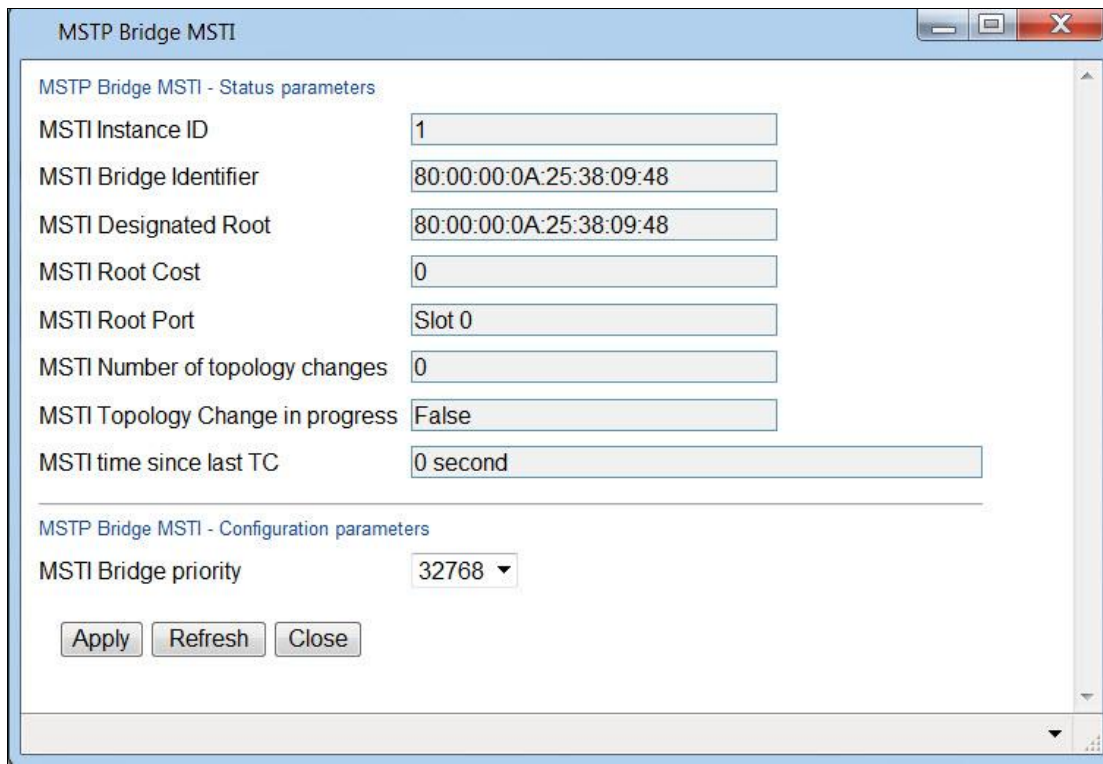 MSTP Bridge MSTI
X
MSTP Bridge MSTI - Status parameters
MSTI Instance ID 1
MSTI Bridge Identifier 80:00:00:0A:25:38:09:48
MSTI Designated Root 80:00:00:0A:25:38:09:48
MSTI Root Cost 0
MSTI Root Port Slot 0
MSTI Number of topology changes 0
MSTI Topology Change in progress False
MSTI time since last TC 0 second
MSTP Bridge MSTI - Configuration parameters
MSTI Bridge priority 32768
Apply Refresh Close